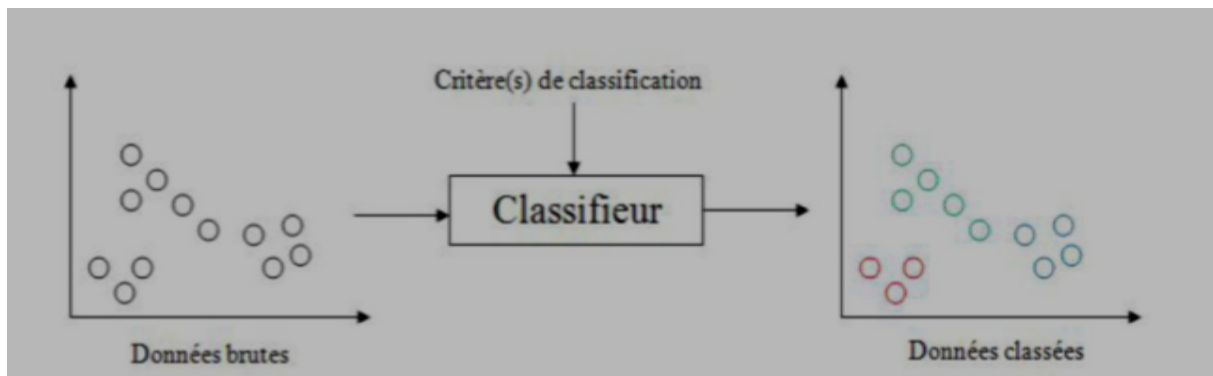 Critère(s) de classification
Classifieur
Données brutes
Données classées